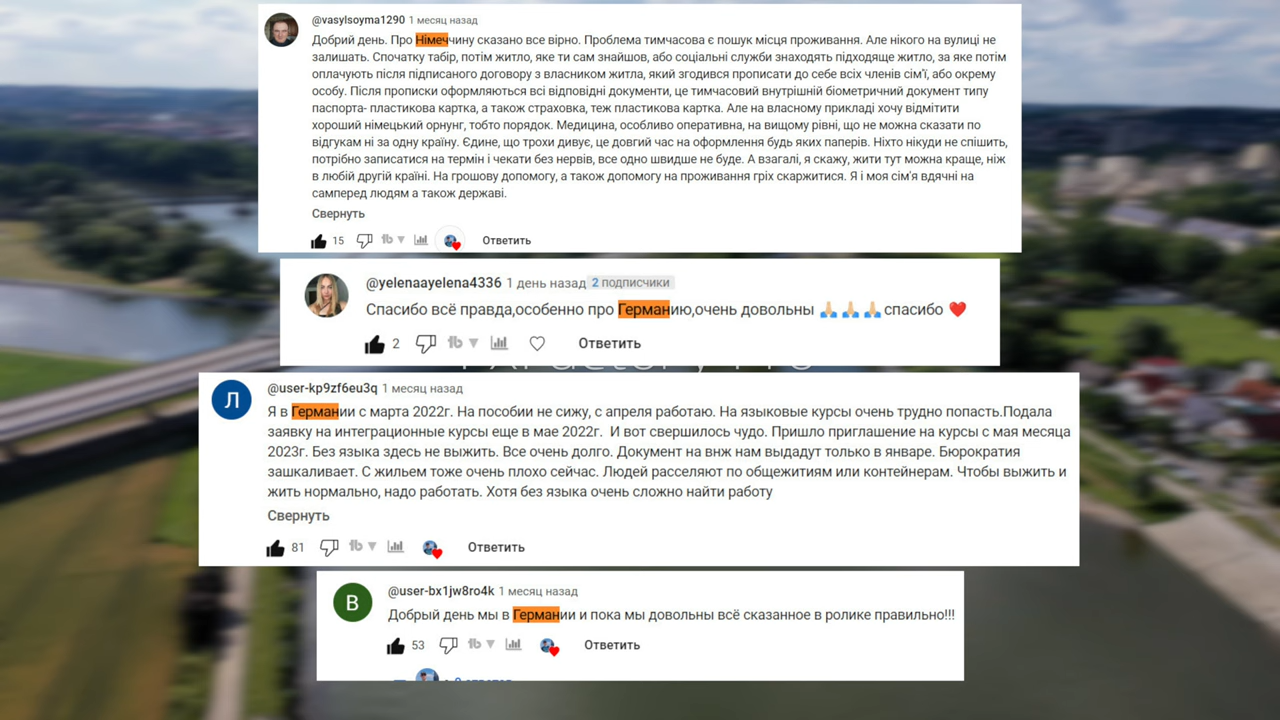 @vasylsoyma1290 1 месяц назад
Добрий день. Про Німеччину сказано все вірно. Проблема тимчасова є пошук місця проживання. Але нікого на вулиці не
залишать. Спочатку табір, потім житло, яке ти сам знайшов, або соціальні служби знаходять підходяще житло, за яке потім
оплачують після підписаного договору з власником житла, який згодився прописати до себе всіх членів сім'ї, або окрему
особу. Після прописки оформляються всі відповідні документи, це тимчасовий внутрішній біометричний документ типу
паспорта- пластикова картка, а також страховка, теж пластикова картка. Але на власному прикладі хочу відмітити
хороший німецький орнунг, тобто порядок. Медицина, особливо оперативна, на вищому рівні, що не можна сказати по
відгукам ні за одну країну. Єдине, що трохи дивує, це довгий час на оформлення будь яких паперів. Ніхто нікуди не спішить,
потрібно записатися на термін і чекати без нервів, все одно швидше не буде. А взагалі, я скажу, жити тут можна краще, ніж
в любій другій країні. На грошову допомогу, а також допомогу на проживання гріх скаржитися. Я і моя сім'я вдячні на
самперед людям а також державі.
Свернуть
15 tb Ответить
@yelenaayelena4336 1 день назад 2 подписчики
Спасибо всё правда,особенно про Германию,очень довольны 🙏🙏🙏спасибо ❤️
2 tb Ответить
Л
@user-kp9zf6eu3q 1 месяц назад
Я в Германии с марта 2022г. На пособии не сижу, с апреля работаю. На языковые курсы очень трудно попасть.Подала
заявку на интеграционные курсы еще в мае 2022г. И вот свершилось чудо. Пришло приглашение на курсы с мая месяца
2023г. Без языка здесь не выжить. Все очень долго. Документ на внж нам выдадут только в январе. Бюрократия
зашкаливает. С жильем тоже очень плохо сейчас. Людей расселяют по общежитиям или контейнерам. Чтобы выжить и
жить нормально, надо работать. Хотя без языка очень сложно найти работу
Свернуть
81 tb Ответить
В
@user-bx1jw8ro4k 1 месяц назад
Добрый день мы в Германии и пока мы довольны всё сказанное в ролике правильно!!!
53 tb Ответить